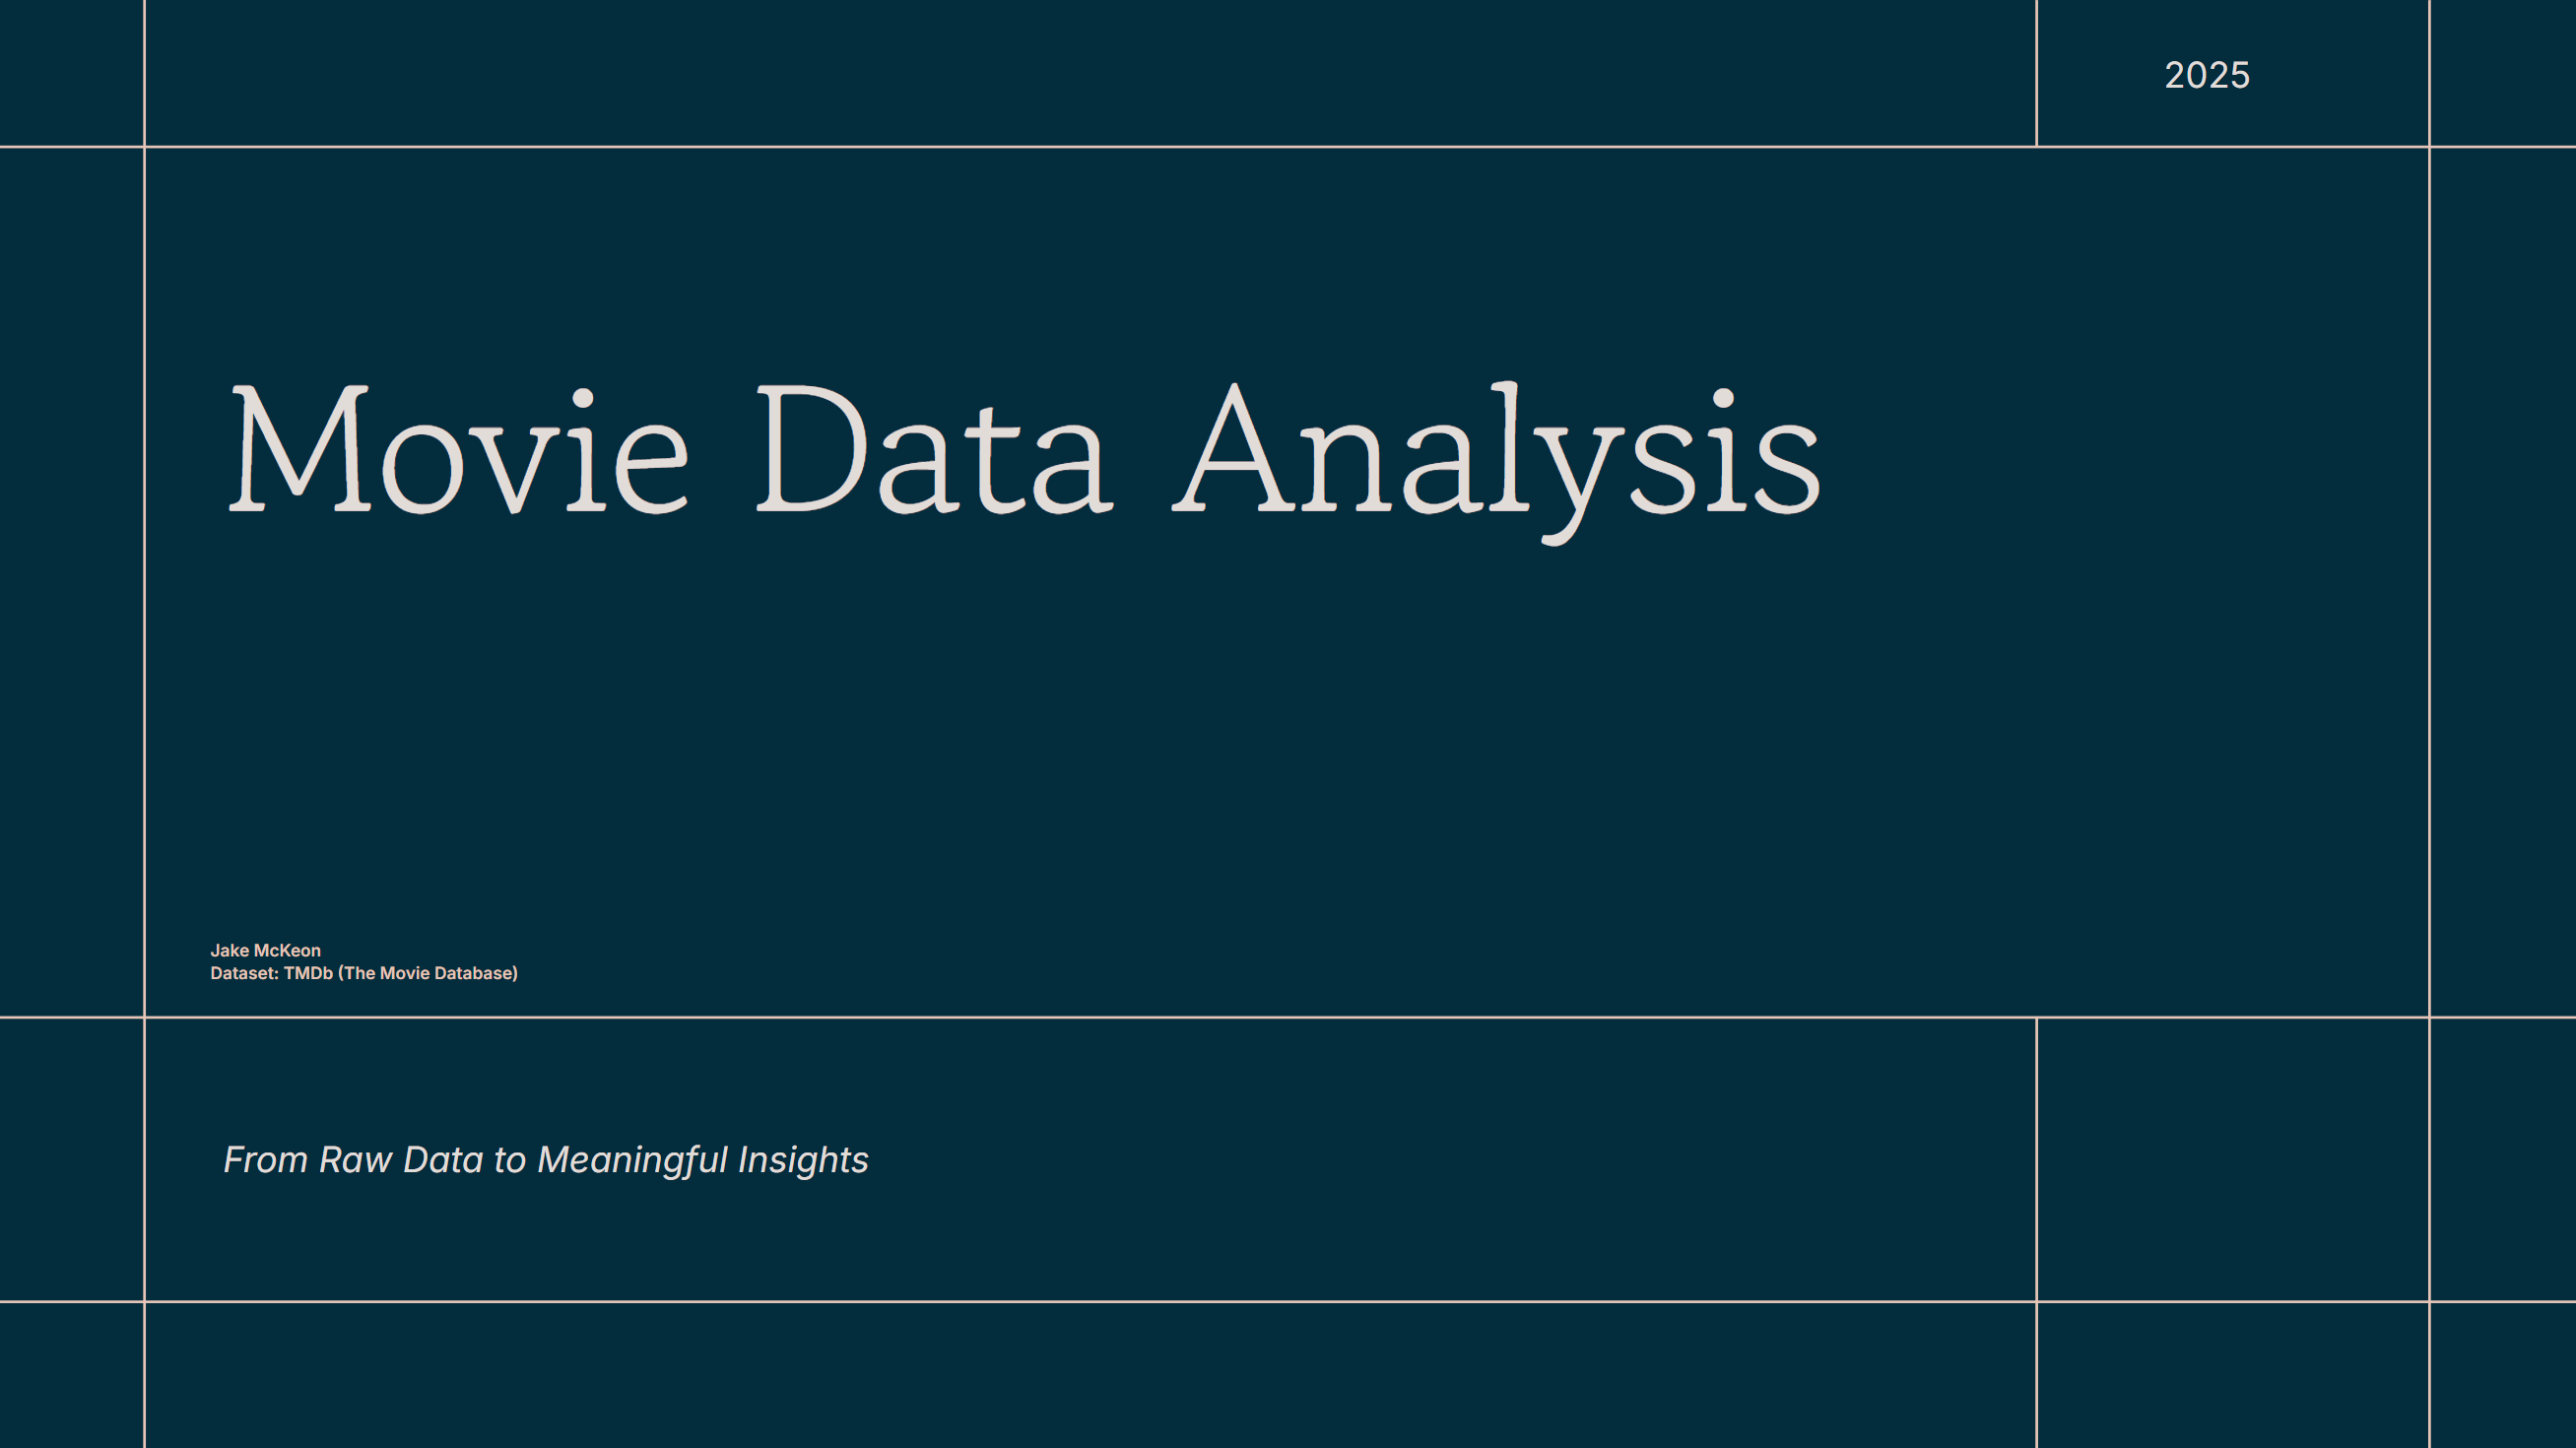 2025
Movie Data Analysis
Jake McKeon
Dataset: TMDb (The Movie Database)
From Raw Data to Meaningful Insights